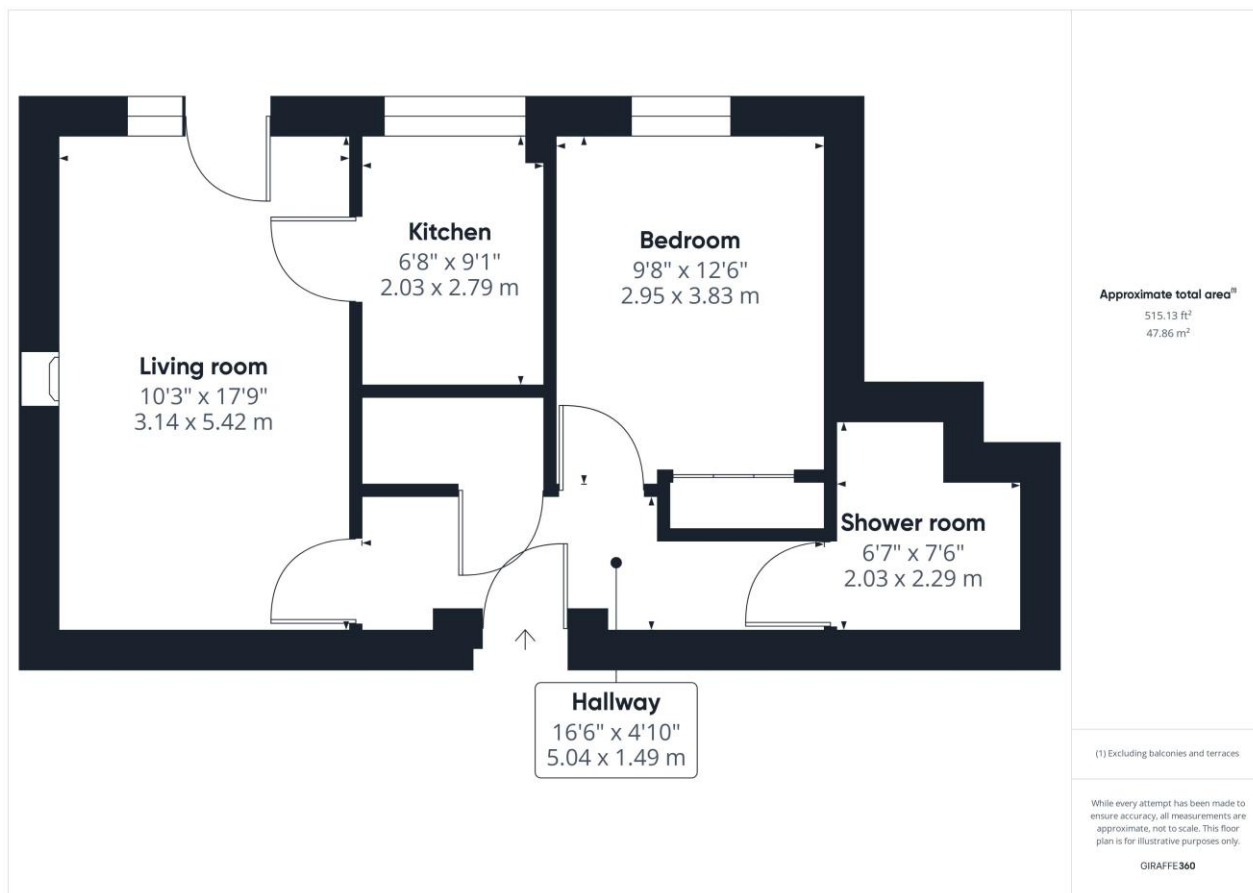 Kitchen
6'8" x 9'1"
2.03 x 2.79 m
Bedroom
9'8" x 12'6"
2.95 x 3.83 m
Living room
10'3" x 17'9"
3.14 x 5.42 m
Shower room
6'7" x 7'6"
2.03 x 2.29 m
Hallway
16'6" x 4'10"
5.04 x 1.49 m
Approximate total area(1)
515.13 ft²
47.86 m²
(1) Excluding balconies and terraces
While every attempt has been made to
ensure accuracy, all measurements are
approximate, not to scale. This floor
plan is for illustrative purposes only.
GIRAFFE360